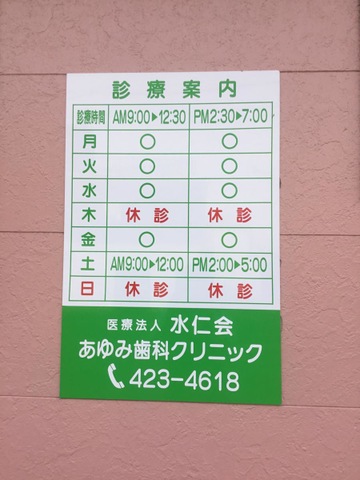 診療案内
診療時間 AM9:00▶12:30 PM2:30▶7:00
月 ○ ○
火 ○ ○
水 ○ ○
木 休診 休診
金 ○ ○
土 AM9:00▶12:00 PM2:00▶5:00
日 休診 休診
医療法人 水仁会
あゆみ歯科クリニック
423-4618